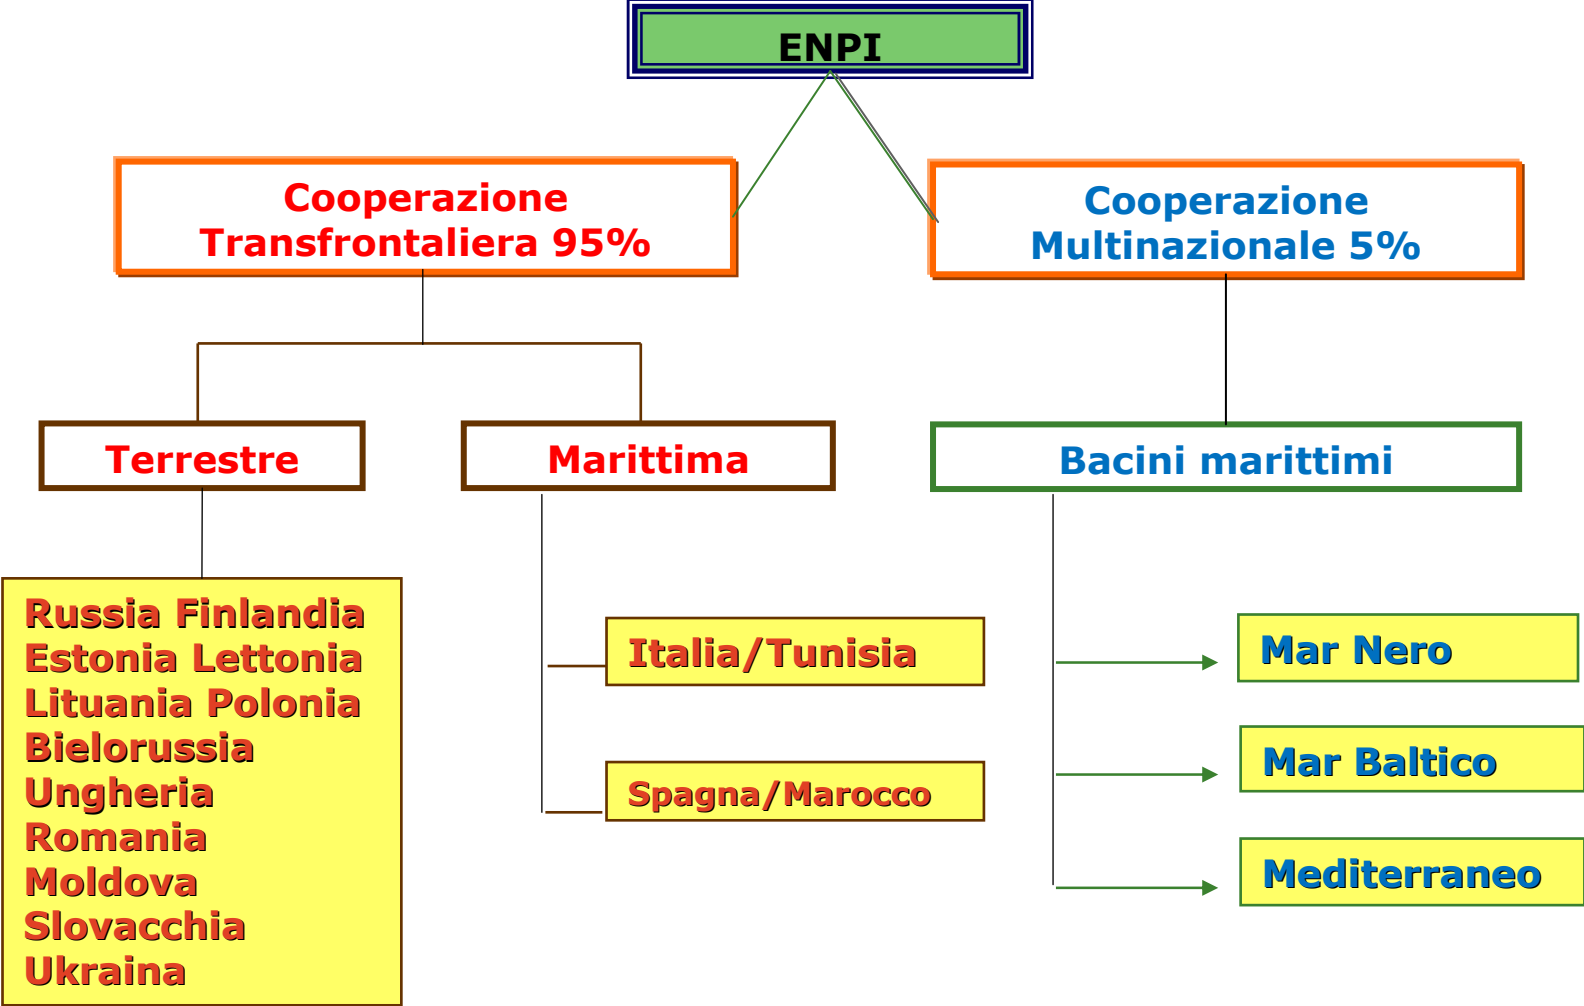 ENPI
Cooperazione
Transfrontaliera 95%
Cooperazione
Multinazionale 5%
Terrestre
Marittima
Bacini marittimi
Russia Finlandia
Estonia Lettonia
Lituania Polonia
Bielorussia
Ungheria
Romania
Moldova
Slovacchia
Ukraina
Italia/Tunisia
Spagna/Marocco
Mar Nero
Mar Baltico
Mediterraneo